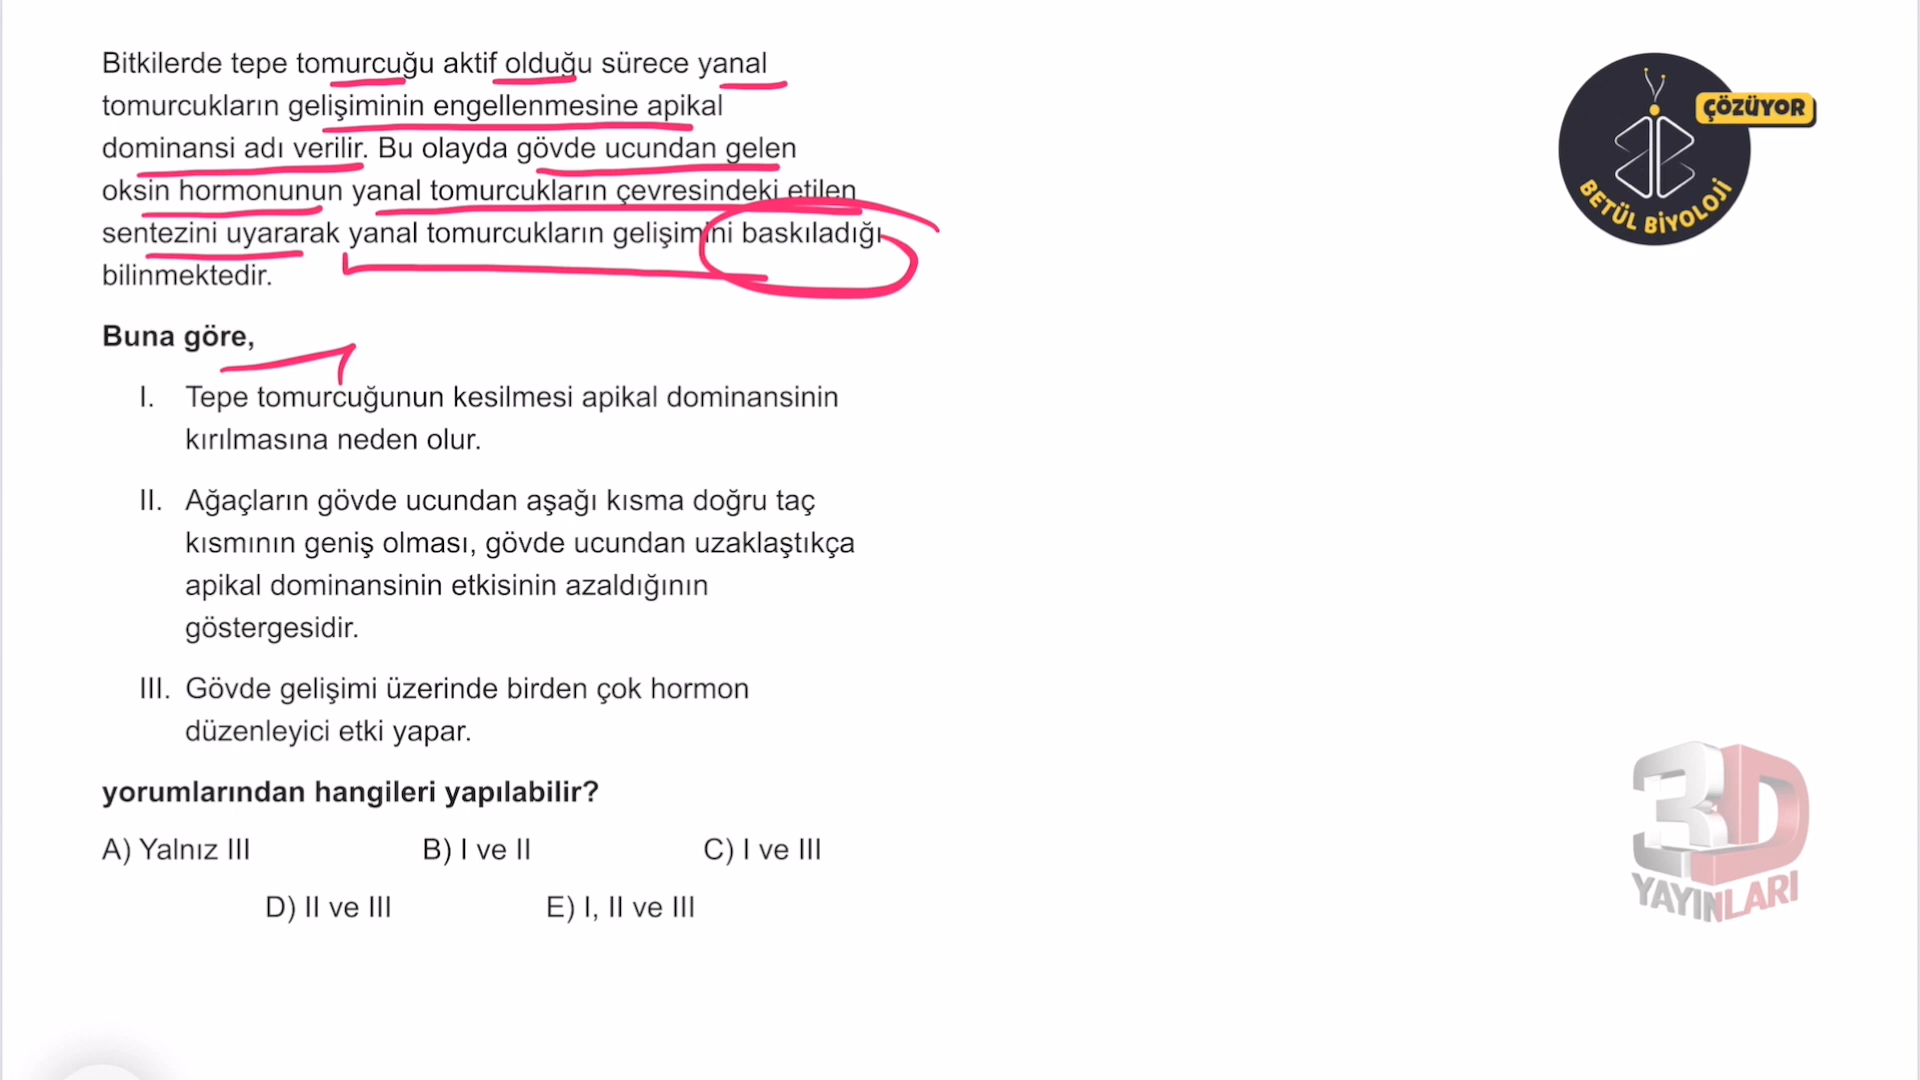 Bitkilerde tepe tomurcuğu aktif olduğu sürece yanal
tomurcukların gelişiminin engellenmesine apikal
dominansi adı verilir. Bu olayda gövde ucundan gelen
oksin hormonunun yanal tomurcukların çevresindeki etilen
sentezini uyararak yanal tomurcukların gelişimini baskıladığı
bilinmektedir.
Buna göre,
I. Tepe tomurcuğunun kesilmesi apikal dominansinin
kırılmasına neden olur.
II. Ağaçların gövde ucundan aşağı kısma doğru taç
kısmının geniş olması, gövde ucundan uzaklaştıkça
apikal dominansinin etkisinin azaldığının
göstergesidir.
III. Gövde gelişimi üzerinde birden çok hormon
düzenleyici etki yapar.
yorumlarından hangileri yapılabilir?
A) Yalnız III B) I ve II C) I ve III
D) II ve III E) I, II ve III
ÇÖZÜYOR
BETÜL BİYOLOJİ
3D
YAYINLARI